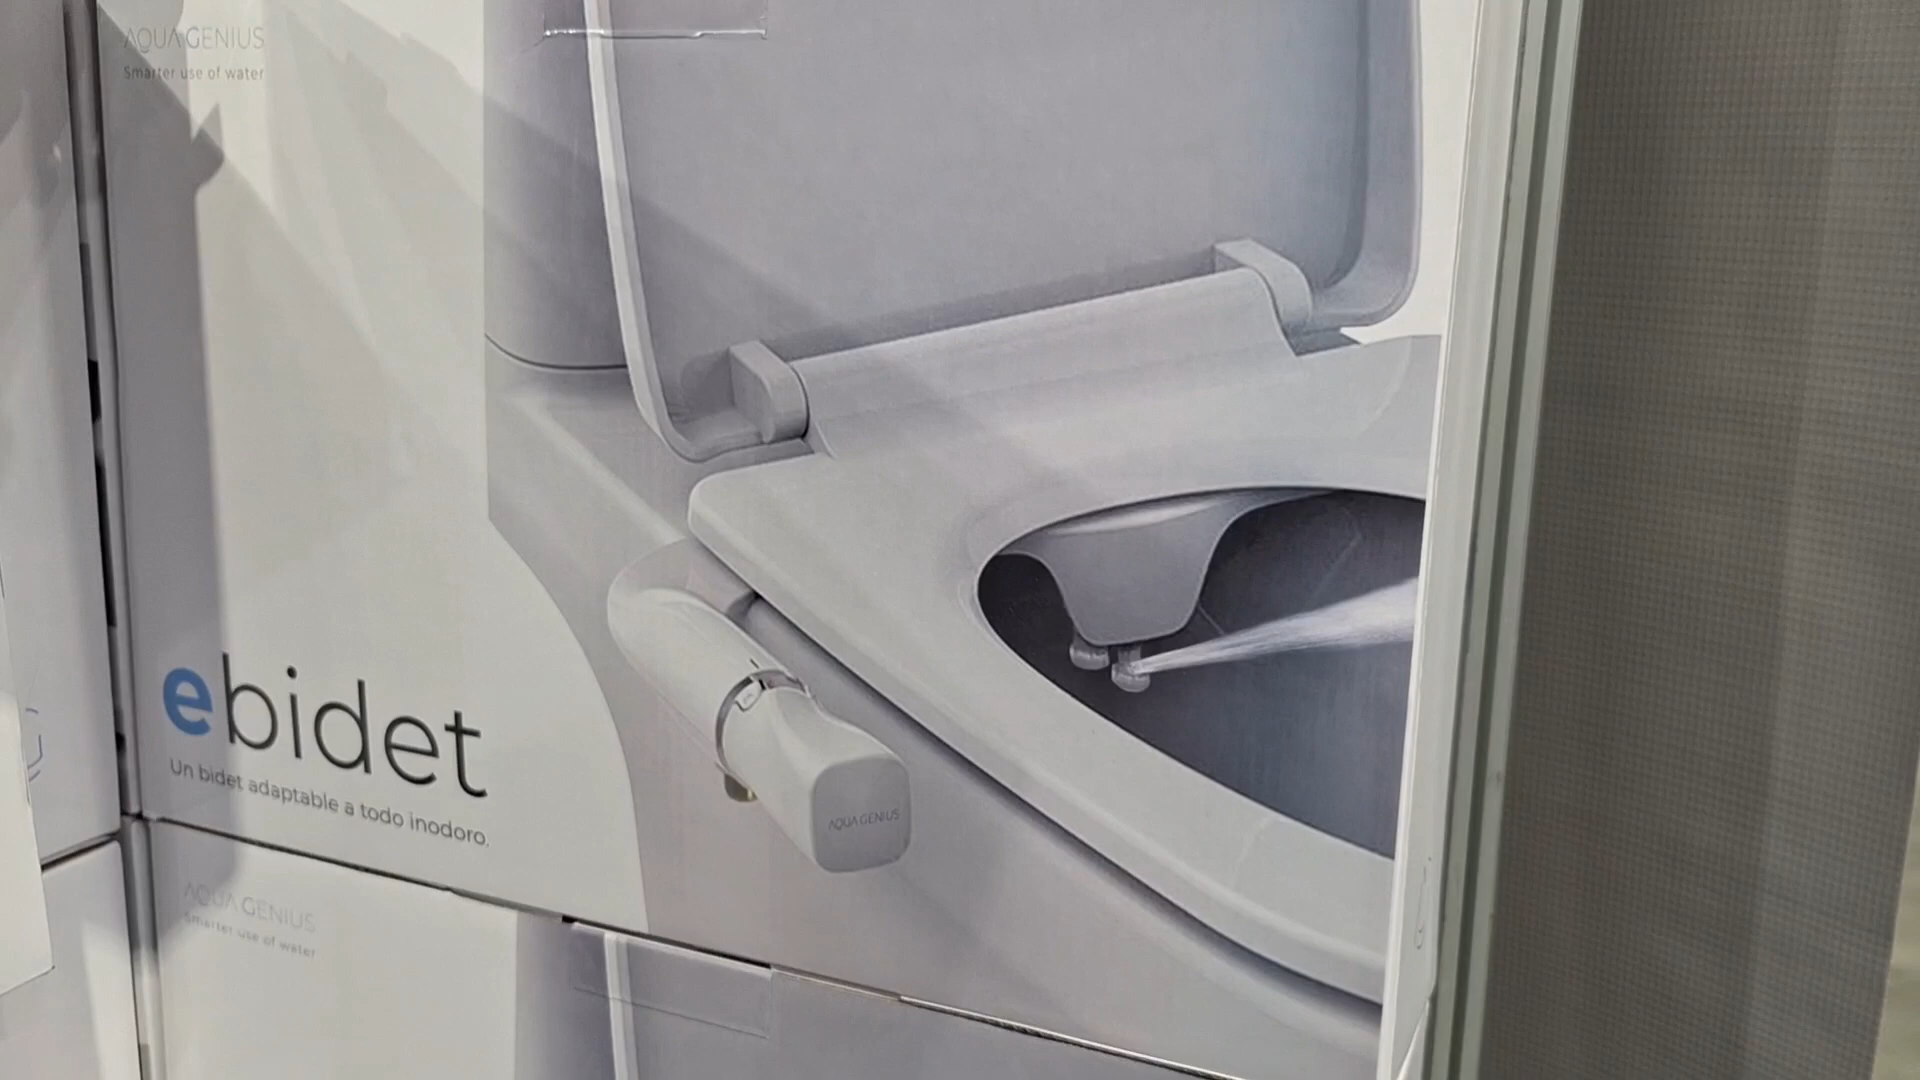 AQUA GENIUS
Smarter use of water
ebidet
Un bidet adaptable a todo inodoro.
AQUA GENIUS
AQUA GENIUS
Smarter use of water